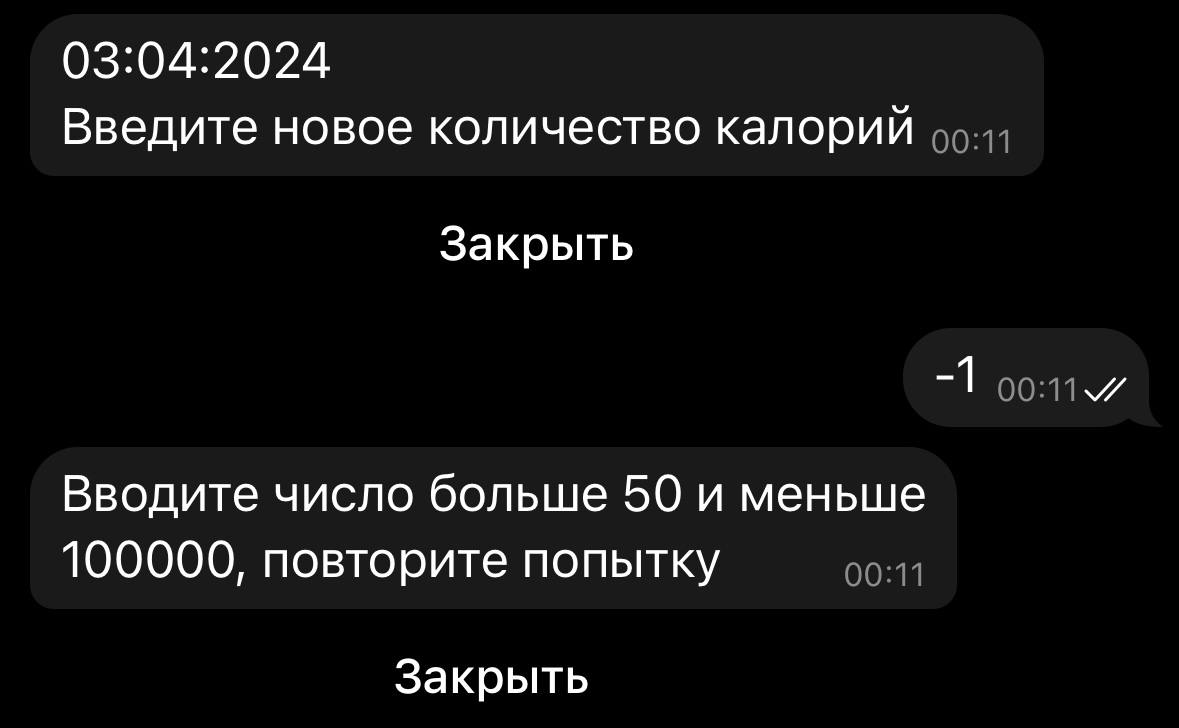 03:04:2024
Введите новое количество калорий 00:11
Закрыть
-1 00:11
Вводите число больше 50 и меньше
100000, повторите попытку 00:11
Закрыть